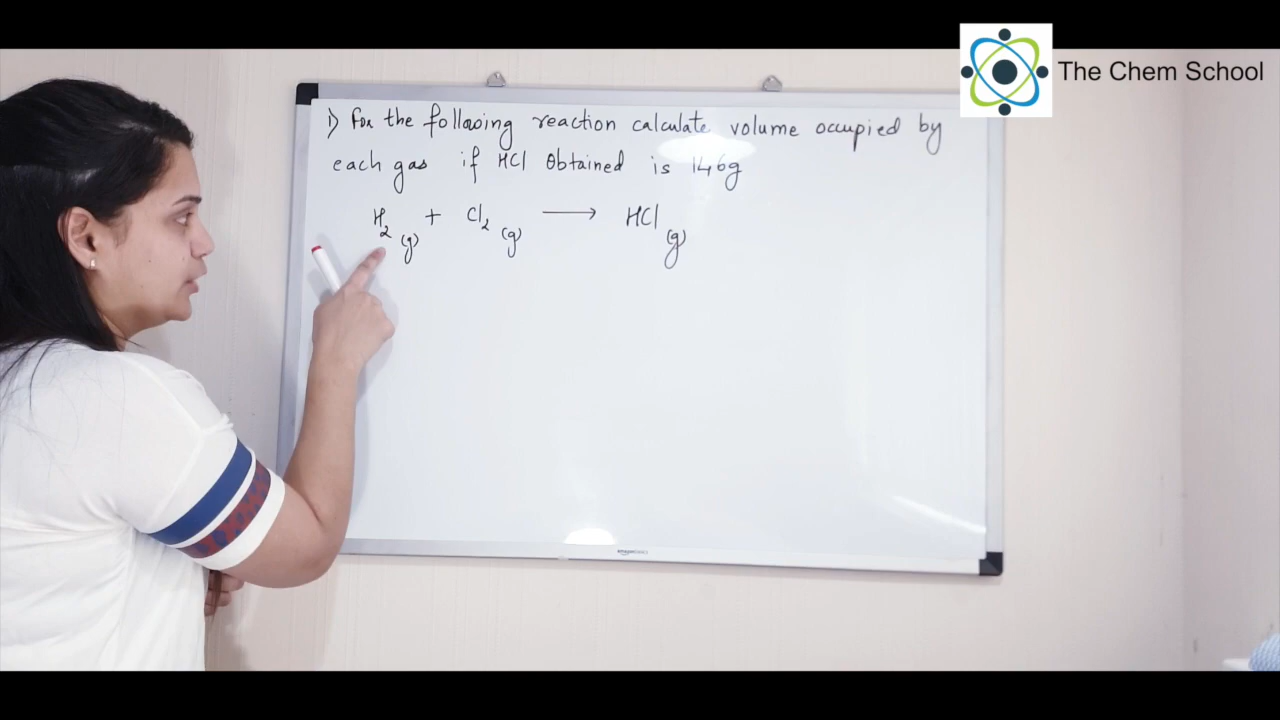 The Chem School
1) For the following reaction calculate volume occupied by
each gas if HCl Obtained is 146g
H2(g) + Cl2(g) ⟶ HCl(g)